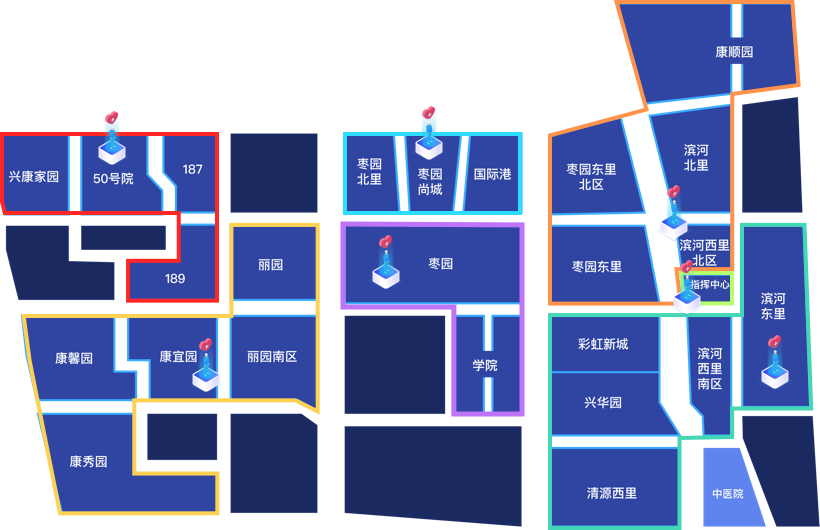 康顺园
兴康家园
50号院
187
枣园
北里
枣园
尚城
国际港
枣园东里
北区
滨河
北里
189
丽园
枣园
枣园东里
滨河西里
北区
指挥中心
滨河
东里
康馨园
康宜园
丽园南区
学院
彩虹新城
滨河
西里
南区
兴华园
康秀园
清源西里
中医院